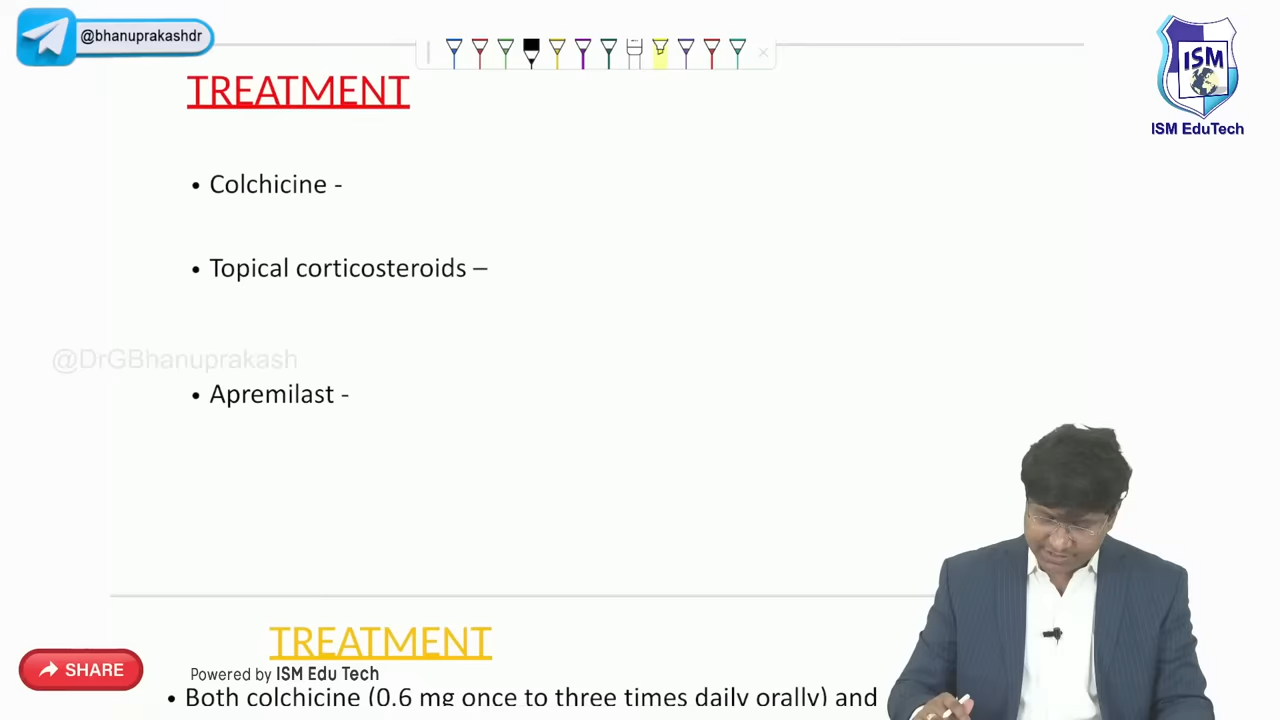 @bhanuprakashdr
ISM
ISM EduTech
TREATMENT
• Colchicine -
• Topical corticosteroids –
@DrGBhanuprakash
• Apremilast -
TREATMENT
SHARE
Powered by ISM Edu Tech
• Both colchicine (0.6 mg once to three times daily orally) and